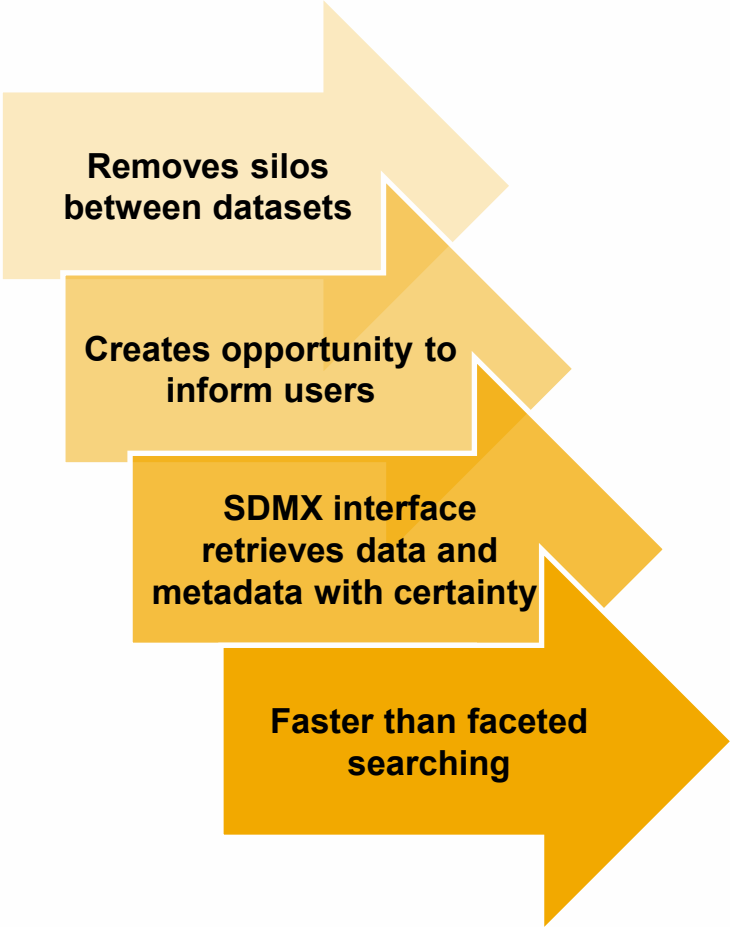 Removes silos
between datasets
Creates opportunity to
inform users
SDMX interface
retrieves data and
metadata with certainty
Faster than faceted
searching